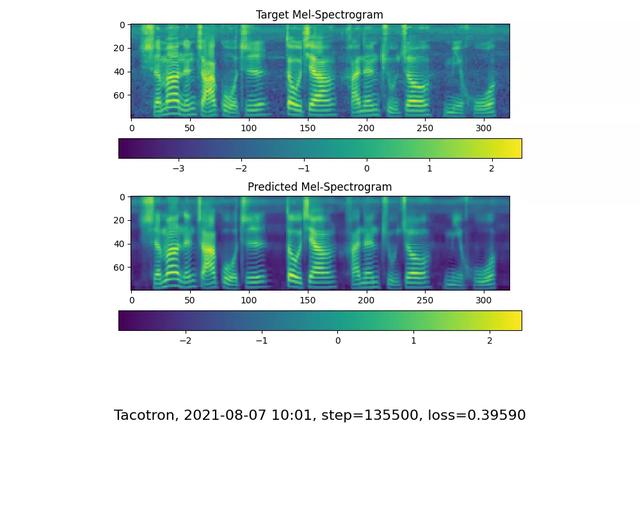 Target Mel-Spectrogram
0
20
40
60
0 50 100 150 200 250 300
−3 −2 −1 0 1 2
Predicted Mel-Spectrogram
0
20
40
60
0 50 100 150 200 250 300
−2 −1 0 1 2
Tacotron, 2021-08-07 10:01, step=135500, loss=0.39590